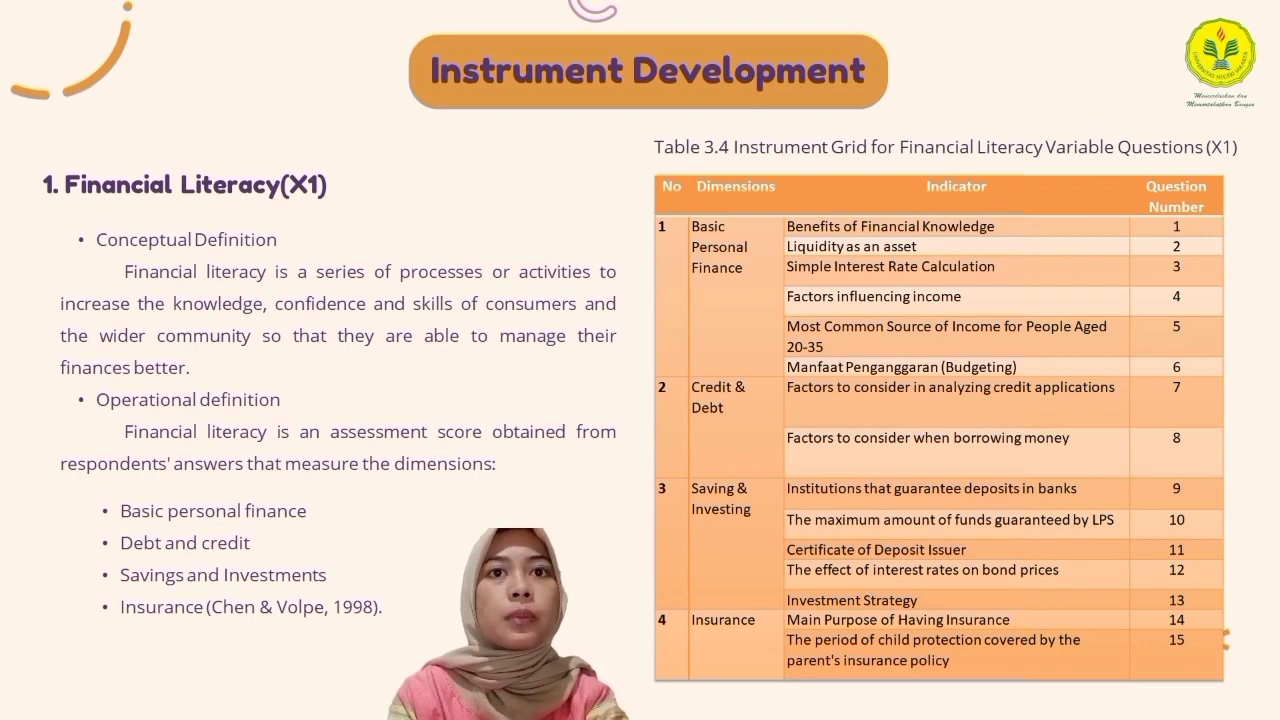 Instrument Development
UNIVERSITAS NEGERI JAKARTA
Mencerdaskan dan
Memartabatkan Bangsa
1. Financial Literacy(X1)
• Conceptual Definition
Financial literacy is a series of processes or activities to
increase the knowledge, confidence and skills of consumers and
the wider community so that they are able to manage their
finances better.
• Operational definition
Financial literacy is an assessment score obtained from
respondents' answers that measure the dimensions:
• Basic personal finance
• Debt and credit
• Savings and Investments
• Insurance (Chen & Volpe, 1998).
Table 3.4 Instrument Grid for Financial Literacy Variable Questions (X1)
No Dimensions Indicator Question
Number
1 Basic Benefits of Financial Knowledge 1
Personal Liquidity as an asset 2
Finance Simple Interest Rate Calculation 3
Factors influencing income 4
Most Common Source of Income for People Aged 5
20-35
Manfaat Penganggaran (Budgeting) 6
2 Credit & Factors to consider in analyzing credit applications 7
Debt
Factors to consider when borrowing money 8
3 Saving & Institutions that guarantee deposits in banks 9
Investing
The maximum amount of funds guaranteed by LPS 10
Certificate of Deposit Issuer 11
The effect of interest rates on bond prices 12
Investment Strategy 13
4 Insurance Main Purpose of Having Insurance 14
The period of child protection covered by the 15
parent's insurance policy